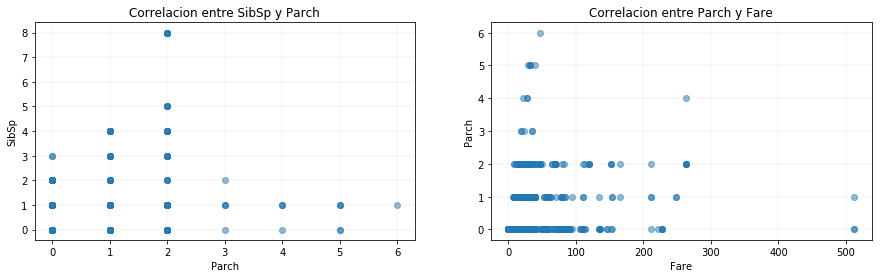 Correlacion entre SibSp y Parch
8
7
6
5
4
3
2
1
0
SibSp
0 1 2 3 4 5 6
Parch
Correlacion entre Parch y Fare
6
5
4
3
2
1
0
Parch
0 100 200 300 400 500
Fare